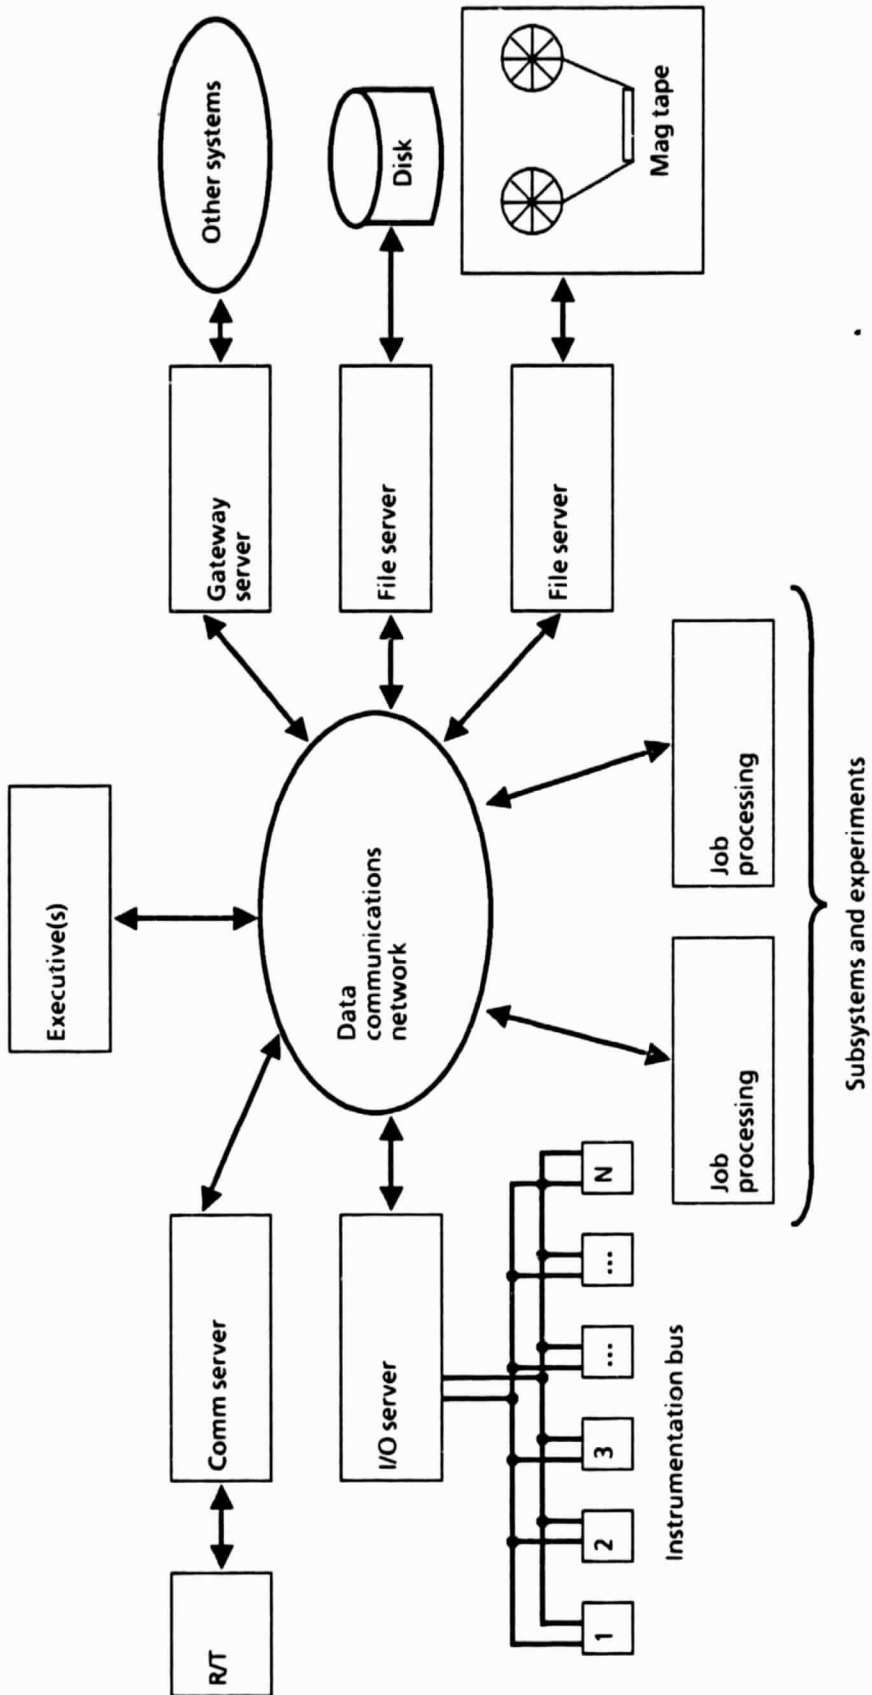 Executive(s)
R/T
Comm server
Gateway
server
Other systems
I/O server
Data
communications
network
File server
Disk
File server
Mag tape
1
2
3
...
...
N
Instrumentation bus
Job
processing
Job
processing
Subsystems and experiments